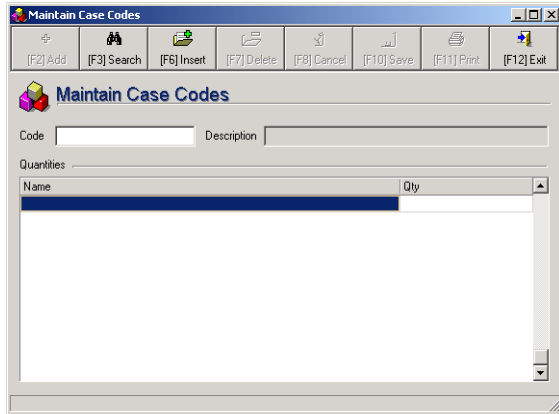 Maintain Case Codes
[F2] Add [F3] Search [F6] Insert [F7] Delete [F8] Cancel [F10] Save [F11] Print [F12] Exit
Maintain Case Codes
Code Description
Quantities
Name Qty